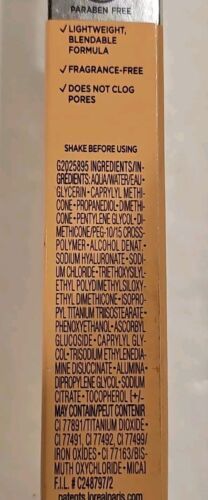 PARABEN FREE
✓ LIGHTWEIGHT,
BLENDABLE
FORMULA
✓ FRAGRANCE-FREE
✓ DOES NOT CLOG
PORES
SHAKE BEFORE USING
G2025895 INGREDIENTS/IN-
GRÉDIENTS: AQUA/WATER/EAU•
GLYCERIN • CAPRYLYL METHI-
CONE • PROPANEDIOL • DIMETHI-
CONE • PENTYLENE GLYCOL • DI-
METHICONE/PEG-10/15 CROSS-
POLYMER • ALCOHOL DENAT.•
SODIUM HYALURONATE • SODI-
UM CHLORIDE • TRIETHOXYSILYL-
ETHYL POLYDIMETHYLSILOXY-
ETHYL DIMETHICONE • ISOPRO-
PYL TITANIUM TRIISOSTEARATE •
PHENOXYETHANOL • ASCORBYL
GLUCOSIDE • CAPRYLYL GLY-
COL • TRISODIUM ETHYLENEDIA-
MINE DISUCCINATE • ALUMINA •
DIPROPYLENE GLYCOL • SODIUM
CITRATE • TOCOPHEROL [+/-
MAY CONTAIN/PEUT CONTENIR
CI 77891/TITANIUM DIOXIDE •
CI 77491, CI 77492, CI 77499/
IRON OXIDES • CI 77163/BIS-
MUTH OXYCHLORIDE • MICA]
F.I.L. # C248797/2
patents.lorealparis.com